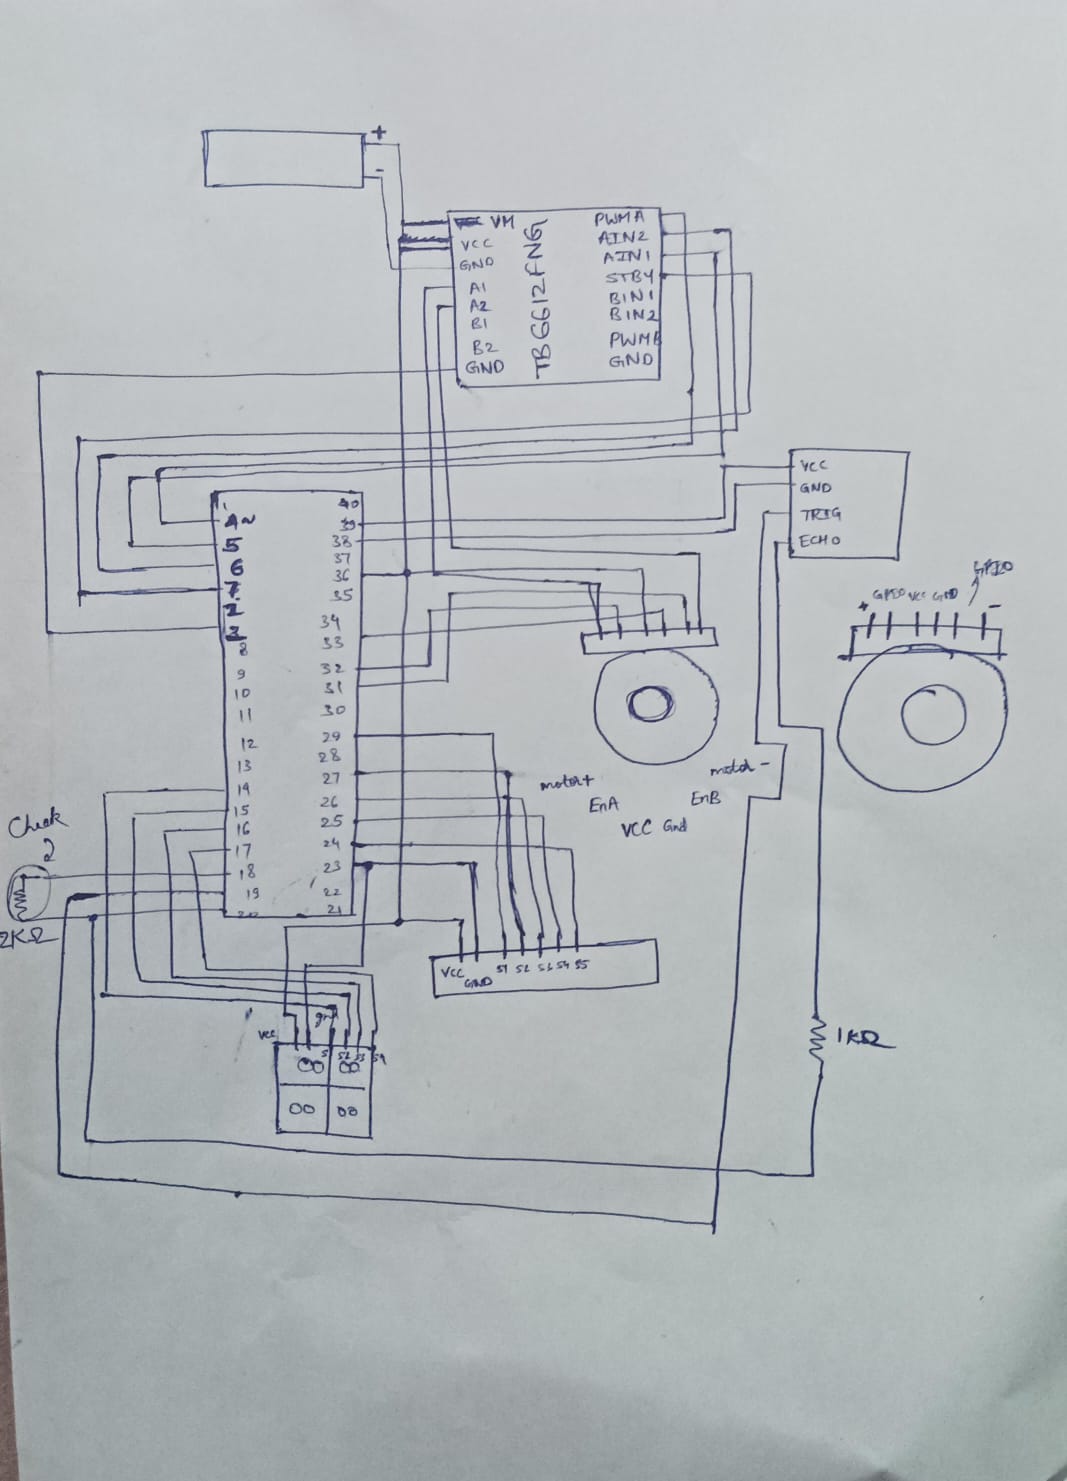 +
-
VM
VCC
GND
A1
A2
B1
B2
GND
TB6612FNG
PWMA
AIN2
AIN1
STBY
BIN1
BIN2
PWMB
GND
VCC
GND
TRIG
ECHO
1
4
5
6
7
2
3
8
9
10
11
12
13
14
15
16
17
18
19
20
40
39
38
37
36
35
34
33
32
31
30
29
28
27
26
25
24
23
22
21
GPIO
+ GPIO VCC GND -
motor+
motor-
EnA
EnB
VCC Gnd
Check
2KΩ
VCC
GND
S1 S2 S3 S4 S5
1KΩ
VCC
gnd
S2 S3 S4